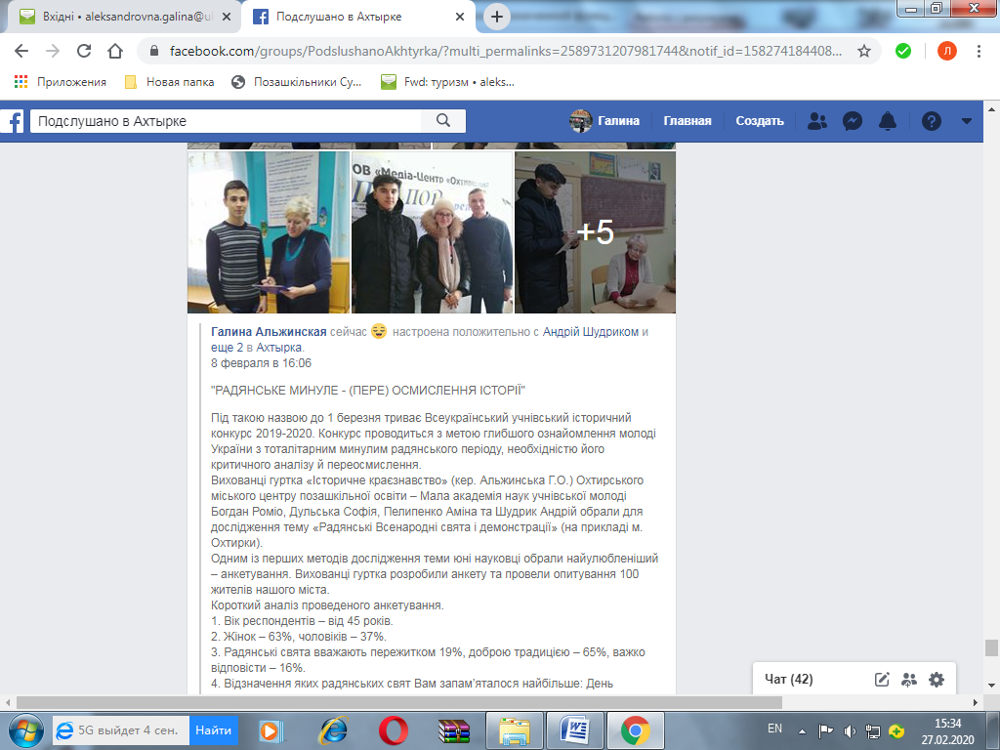 Вхідні • aleksandrovna.galina@u
Подслушано в Ахтырке
facebook.com/groups/PodslushanoAkhtyrka/?multi_permalinks=2589731207981744&notif_id=158274184408...
Л
Приложения
Новая папка
Позашкільники Су...
Fwd: туризм • aleks...
Подслушано в Ахтырке
Галина
Главная
Создать
ОВ «Медіа-Центр «Охтирський
+5
Галина Альжинская сейчас настроена положительно с Андрій Шудриком и
еще 2 в Ахтырка.
8 февраля в 16:06
"РАДЯНСЬКЕ МИНУЛЕ - (ПЕРЕ) ОСМИСЛЕННЯ ІСТОРІЇ"
Під такою назвою до 1 березня триває Всеукраїнський учнівський історичний
конкурс 2019-2020. Конкурс проводиться з метою глибшого ознайомлення молоді
України з тоталітарним минулим радянського періоду, необхідністю його
критичного аналізу й переосмислення.
Вихованці гуртка «Історичне краєзнавство» (кер. Альжинська Г.О.) Охтирського
міського центру позашкільної освіти – Мала академія наук учнівської молоді
Богдан Роміо, Дульська Софія, Пелипенко Аміна та Шудрик Андрій обрали для
дослідження тему «Радянські Всенародні свята і демонстрації» (на прикладі м.
Охтирки).
Одним із перших методів дослідження теми юні науковці обрали найулюбленіший
– анкетування. Вихованці гуртка розробили анкету та провели опитування 100
жителів нашого міста.
Короткий аналіз проведеного анкетування.
1. Вік респондентів – від 45 років.
2. Жінок – 63%, чоловіків – 37%.
3. Радянські свята вважають пережитком 19%, доброю традицією – 65%, важко
відповісти – 16%.
4. Відзначення яких радянських свят Вам запам’яталося найбільше: День
Чат (42)
5G выйдет 4 сен.
Найти
EN
15:34
27.02.2020